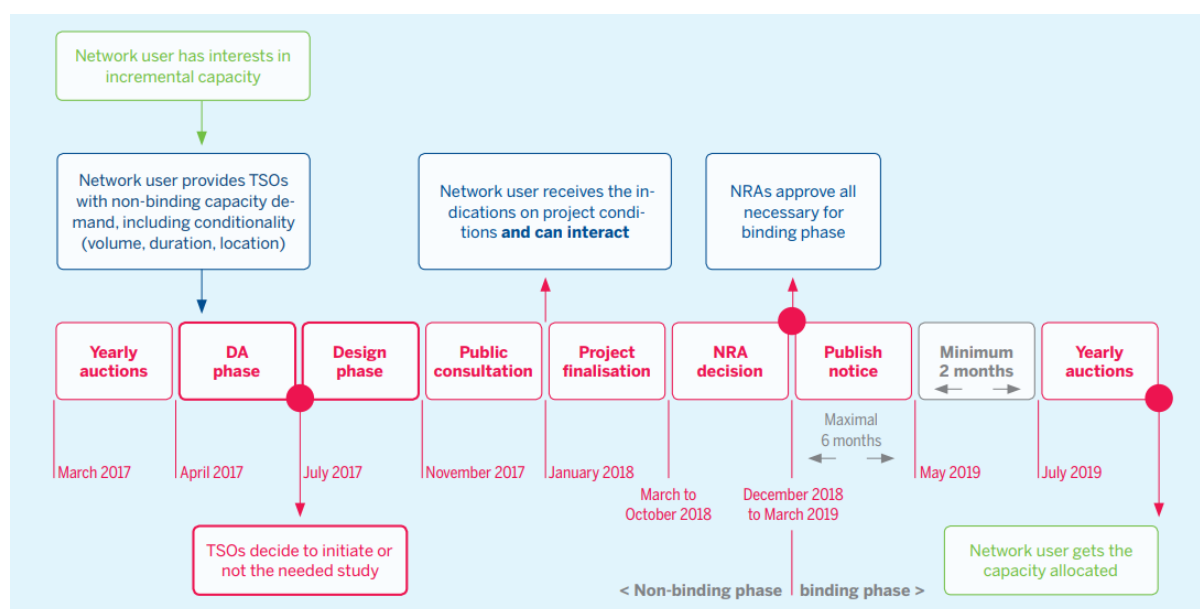 Network user has interests in
incremental capacity
Network user provides TSOs
with non-binding capacity de-
mand, including conditionality
(volume, duration, location)
Network user receives the in-
dications on project condi-
tions and can interact
NRAs approve all
necessary for
binding phase
Yearly
auctions
DA
phase
Design
phase
Public
consultation
Project
finalisation
NRA
decision
Publish
notice
Minimum
2 months
Yearly
auctions
Maximal
6 months
March 2017
April 2017
July 2017
November 2017
January 2018
March to
October 2018
December 2018
to March 2019
May 2019
July 2019
TSOs decide to initiate or
not the needed study
Network user gets the
capacity allocated
< Non-binding phase
binding phase >